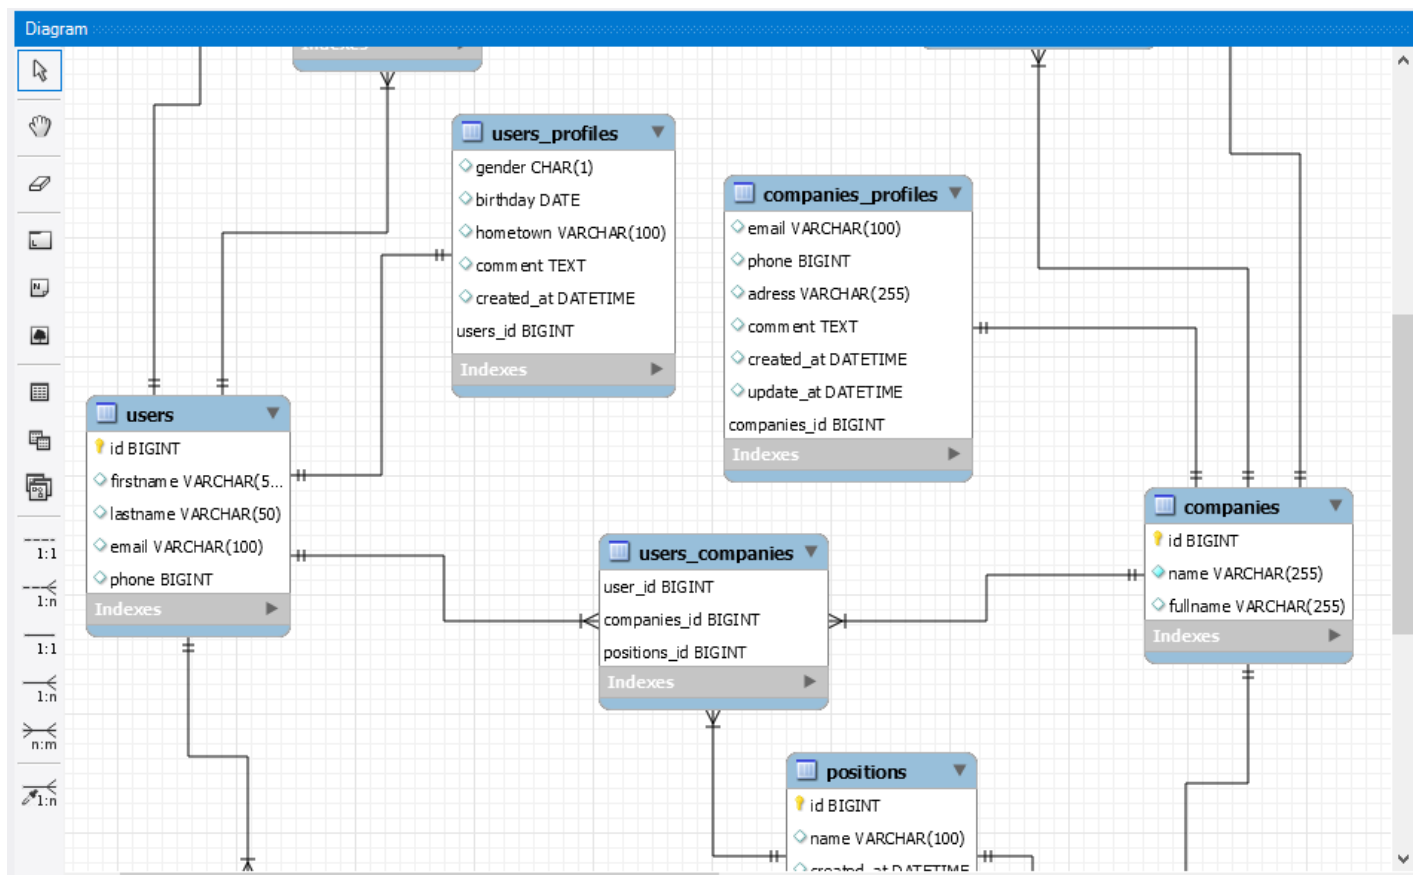 Diagram
Indexes
users_profiles
gender CHAR(1)
birthday DATE
hometown VARCHAR(100)
comment TEXT
created_at DATETIME
users_id BIGINT
Indexes
companies_profiles
email VARCHAR(100)
phone BIGINT
adress VARCHAR(255)
comment TEXT
created_at DATETIME
update_at DATETIME
companies_id BIGINT
Indexes
users
id BIGINT
firstname VARCHAR(5...
lastname VARCHAR(50)
email VARCHAR(100)
phone BIGINT
Indexes
users_companies
user_id BIGINT
companies_id BIGINT
positions_id BIGINT
Indexes
companies
id BIGINT
name VARCHAR(255)
fullname VARCHAR(255)
Indexes
positions
id BIGINT
name VARCHAR(100)
created_at DATETIME
1:1
1:n
1:1
1:n
n:m
1:n